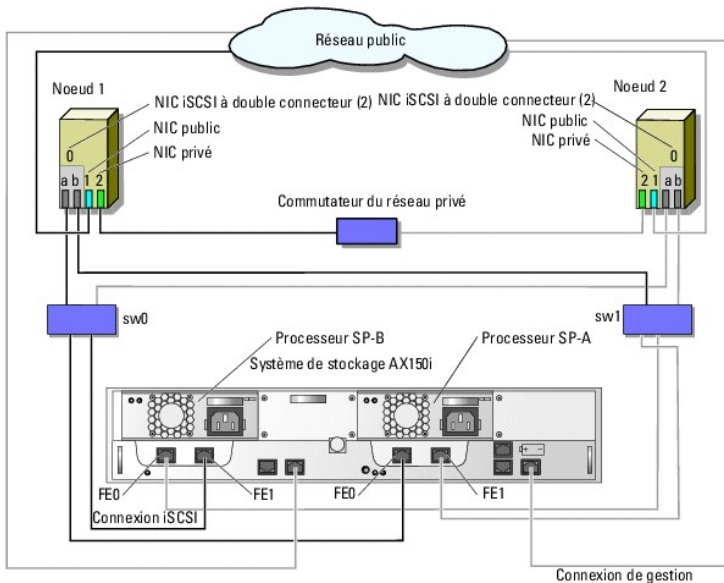 Réseau public
Noeud 1
Noeud 2
NIC iSCSI à double connecteur (2)
NIC iSCSI à double connecteur (2)
NIC public
NIC public
NIC privé
NIC privé
0
0
a b 1 2
2 1 a b
Commutateur du réseau privé
sw0
sw1
Processeur SP-B
Processeur SP-A
Système de stockage AX150i
FE0
FE1
FE0
FE1
Connexion iSCSI
Connexion de gestion